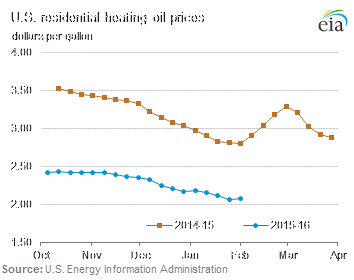 U.S. residential heating oil prices
dollars per gallon
eia
4.00
3.50
3.00
2.50
2.00
1.50
Oct Nov Dec Jan Feb Mar Apr
2014-15 2015-16
Source: U.S. Energy Information Administration